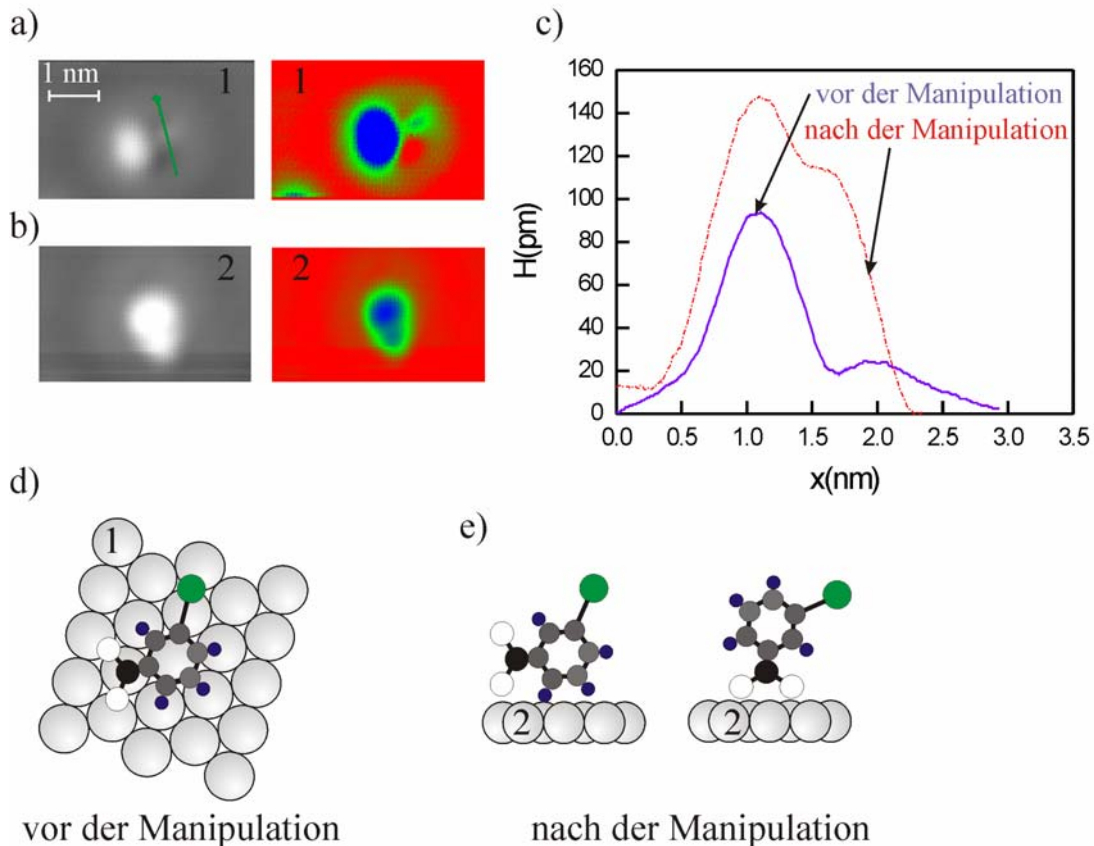 a)
1 nm
1
1
b)
2
2
c)
160
140
120
100
80
60
40
20
0
H(pm)
0.0 0.5 1.0 1.5 2.0 2.5 3.0 3.5
x(nm)
vor der Manipulation
nach der Manipulation
d)
1
vor der Manipulation
e)
2
2
nach der Manipulation